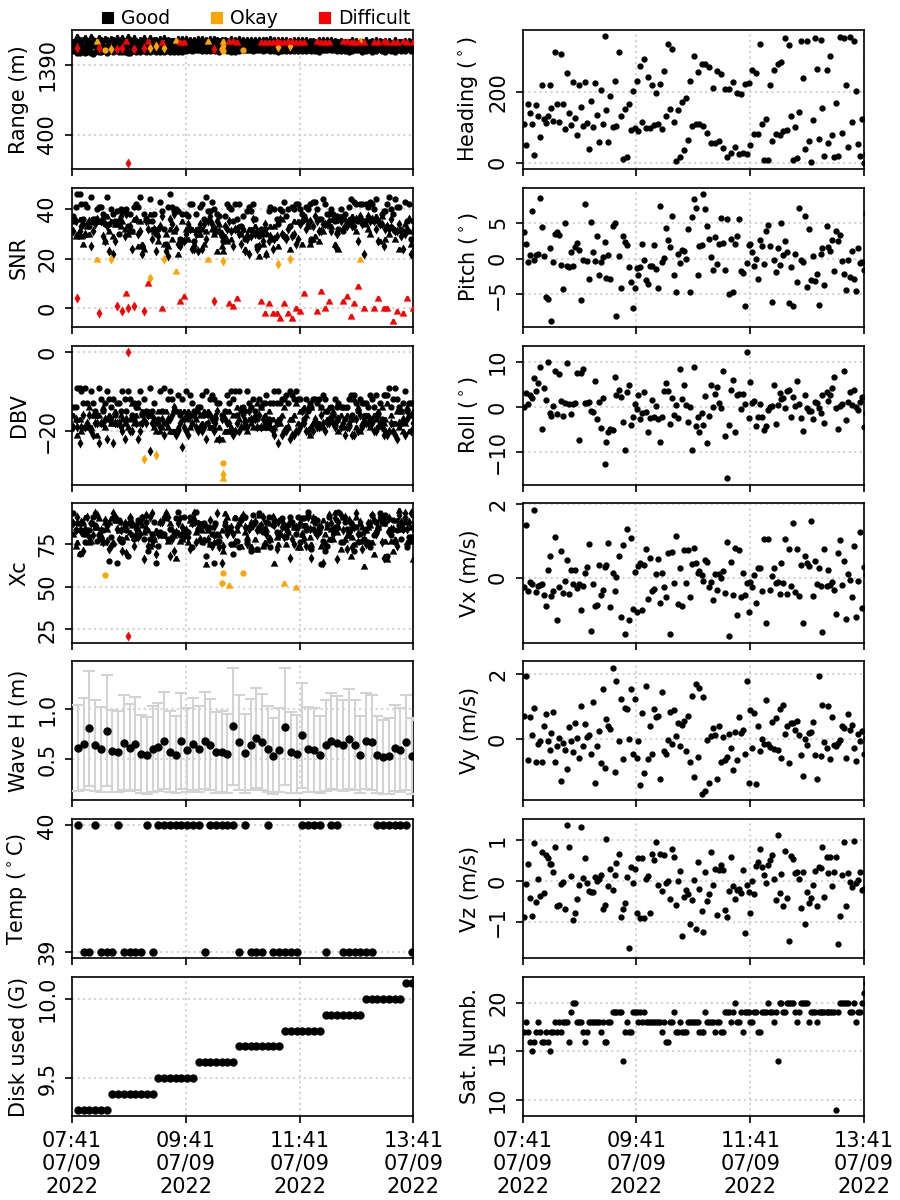 Good Okay Difficult
Range (m)
1390
400
Heading (°)
200
0
SNR
40
20
0
Pitch (°)
5
0
−5
DBV
0
−20
Roll (°)
10
0
−10
Xc
75
50
25
Vx (m/s)
2
0
Wave H (m)
1.0
0.5
Vy (m/s)
2
0
Temp (°C)
40
39
Vz (m/s)
1
0
−1
Disk used (G)
10.0
9.5
Sat. Numb.
20
15
10
07:41 09:41 11:41 13:41 07:41 09:41 11:41 13:41
07/09 07/09 07/09 07/09 07/09 07/09 07/09 07/09
2022 2022 2022 2022 2022 2022 2022 2022